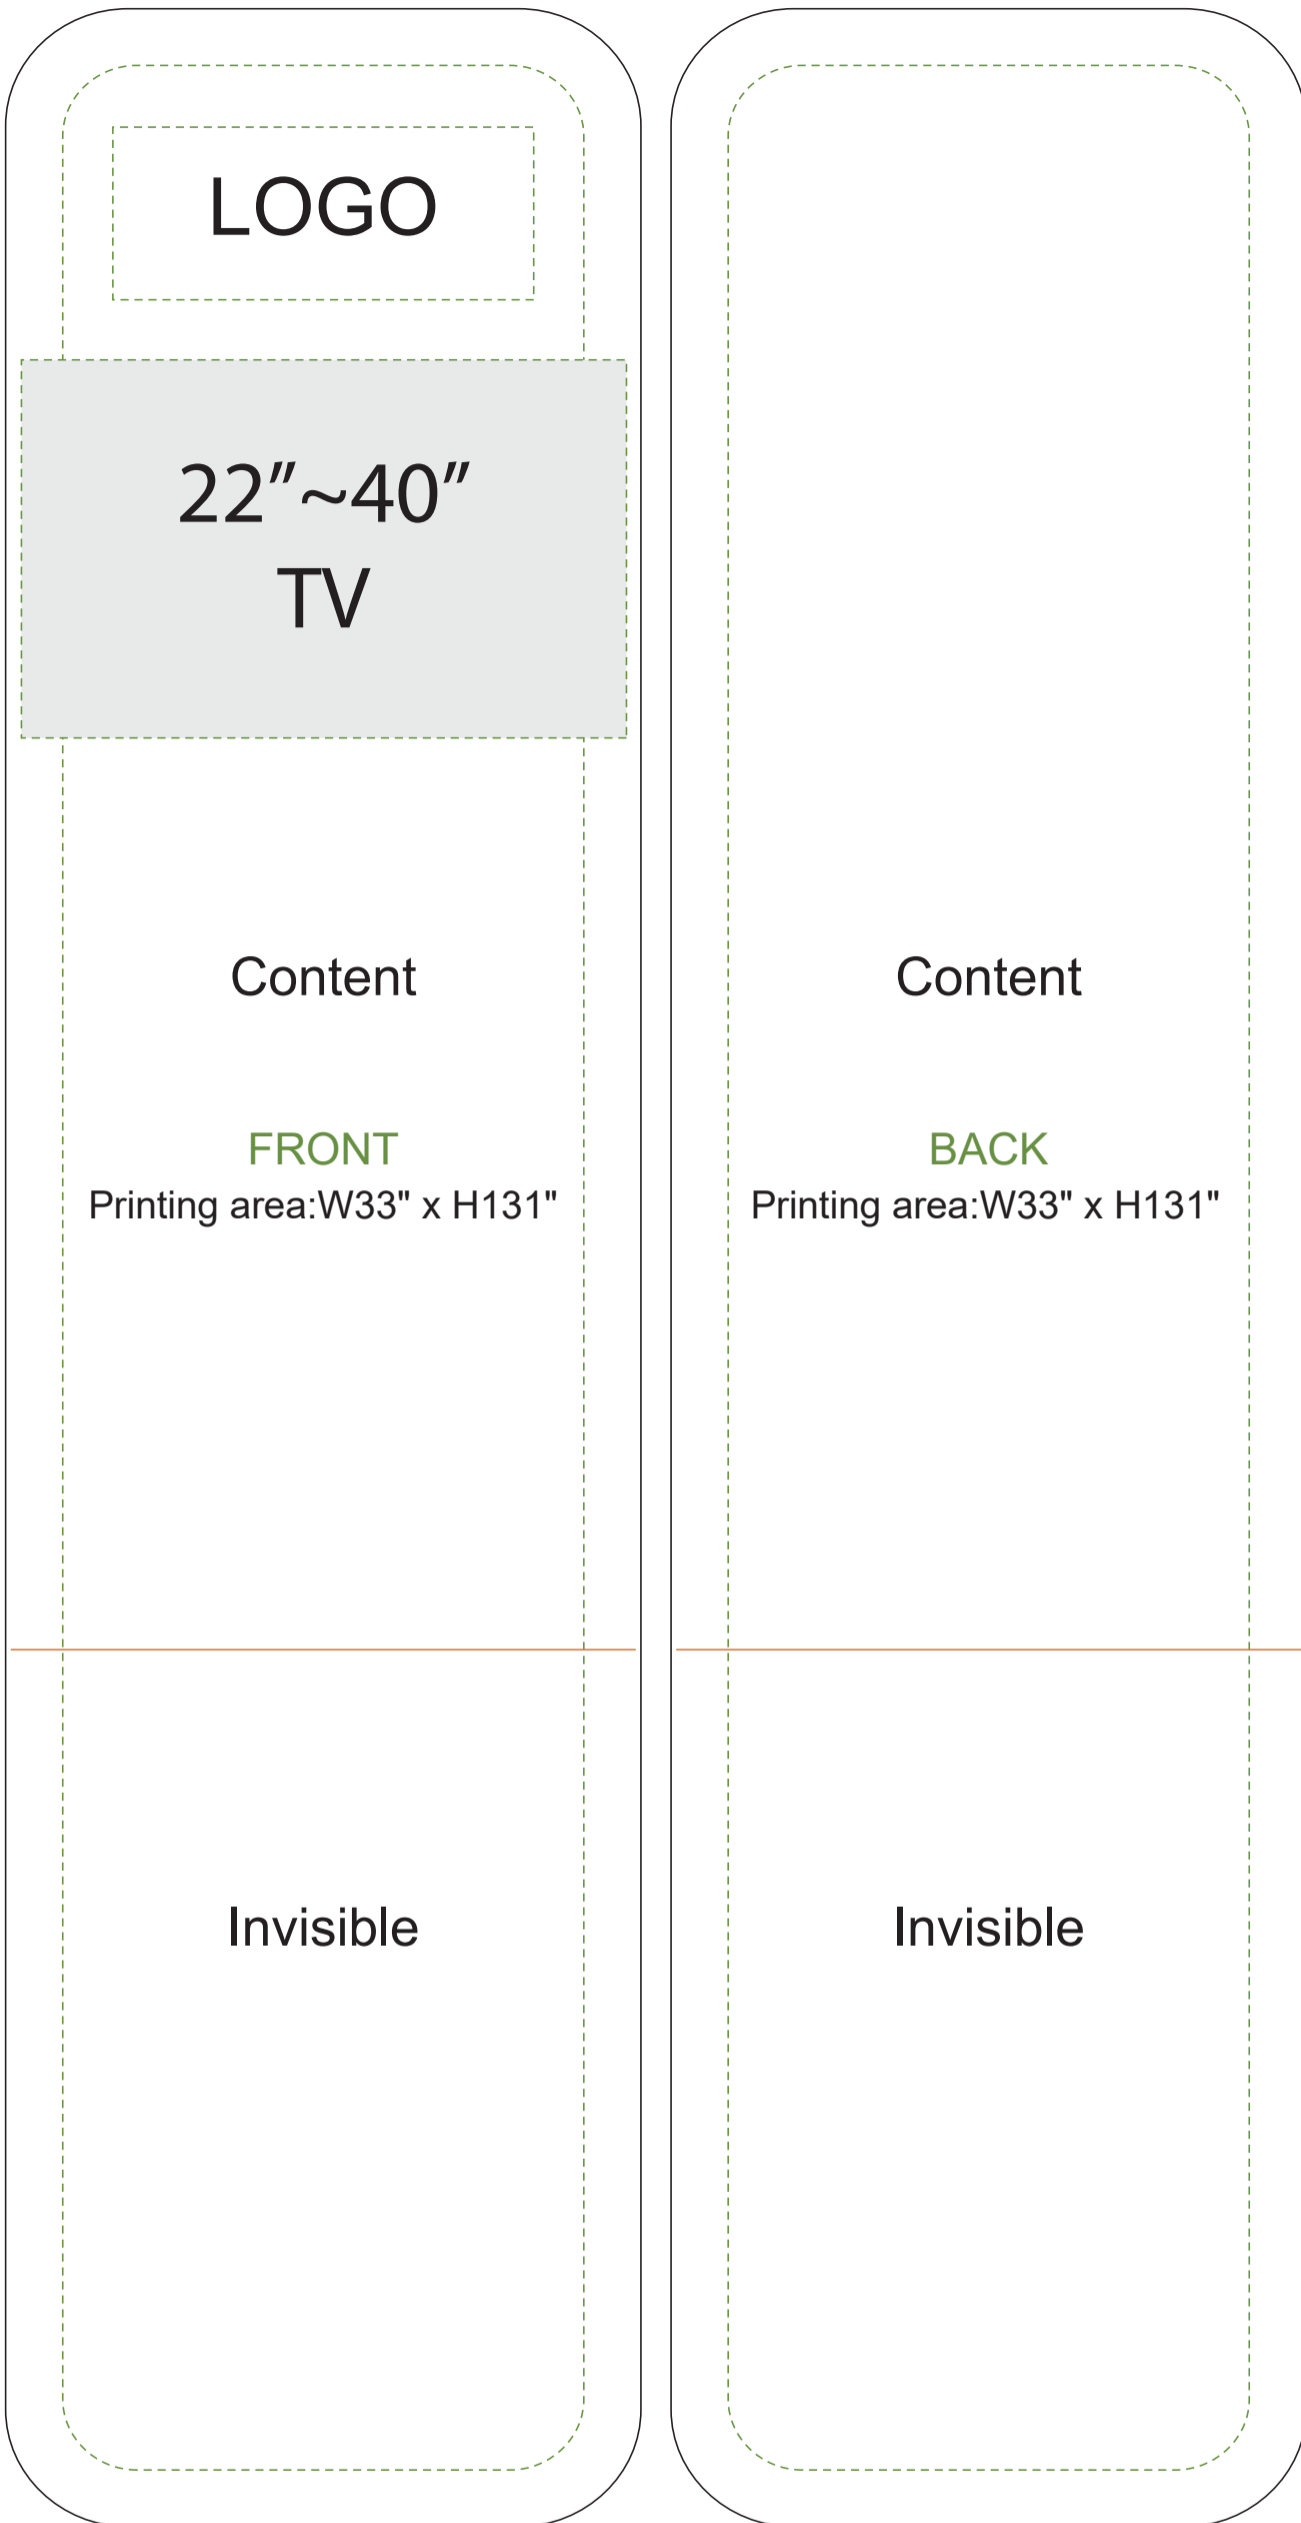 LOGO
22″~40″
TV
Content
FRONT
Printing area:W33" x H131"
Invisible
Content
BACK
Printing area:W33" x H131"
Invisible